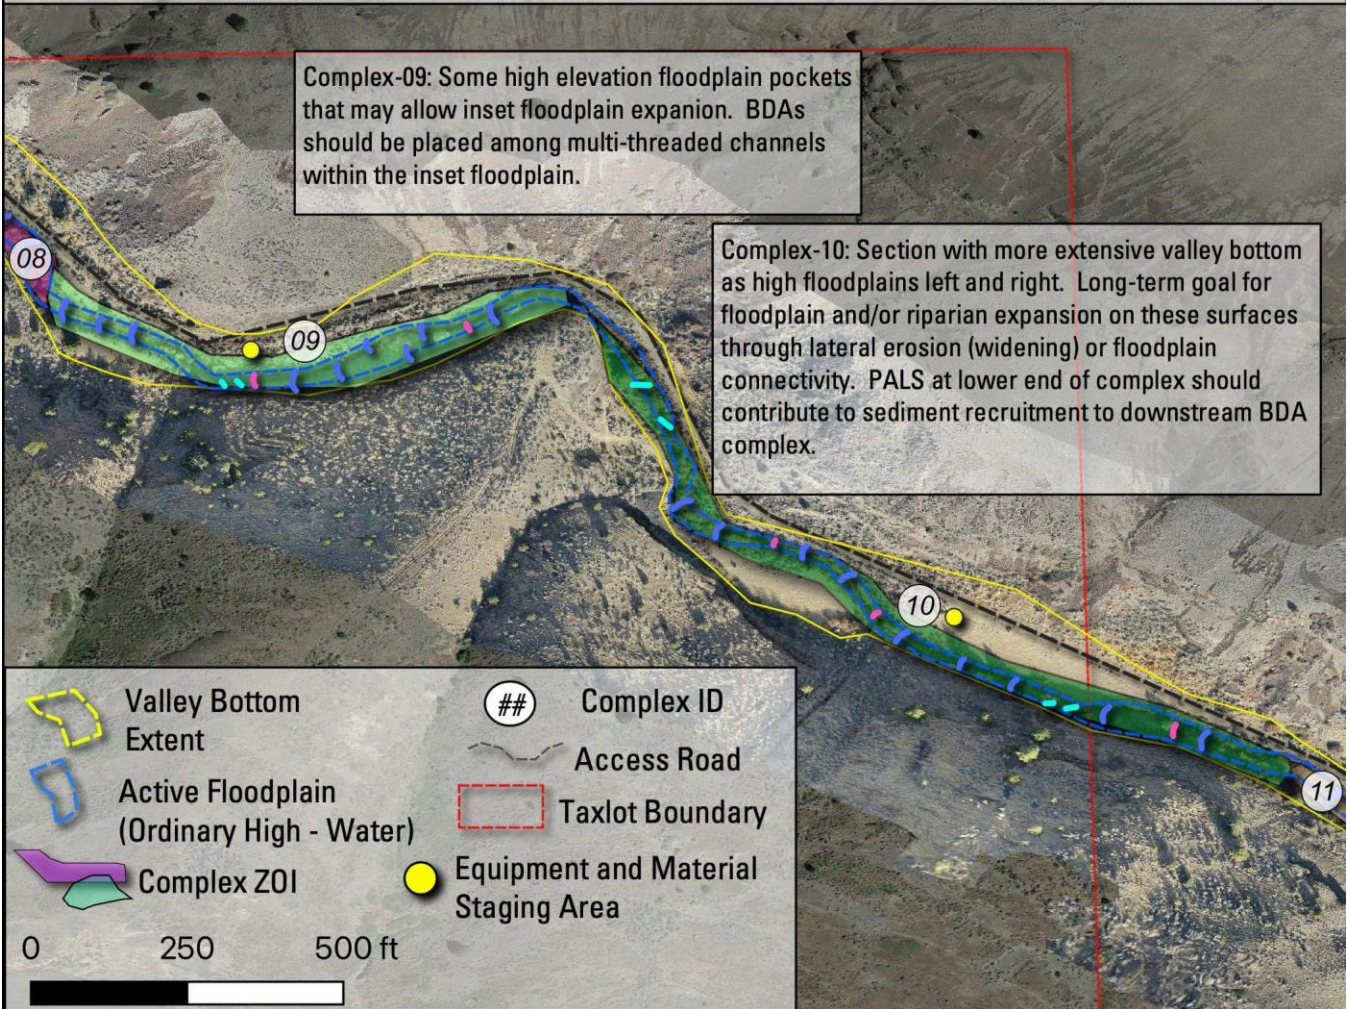 Complex-09: Some high elevation floodplain pockets
that may allow inset floodplain expanion. BDAs
should be placed among multi-threaded channels
within the inset floodplain.
Complex-10: Section with more extensive valley bottom
as high floodplains left and right. Long-term goal for
floodplain and/or riparian expansion on these surfaces
through lateral erosion (widening) or floodplain
connectivity. PALS at lower end of complex should
contribute to sediment recruitment to downstream BDA
complex.
08
09
10
11
Valley Bottom
Extent
Active Floodplain
(Ordinary High - Water)
Complex ZOI
## Complex ID
Access Road
Taxlot Boundary
Equipment and Material
Staging Area
0 250 500 ft